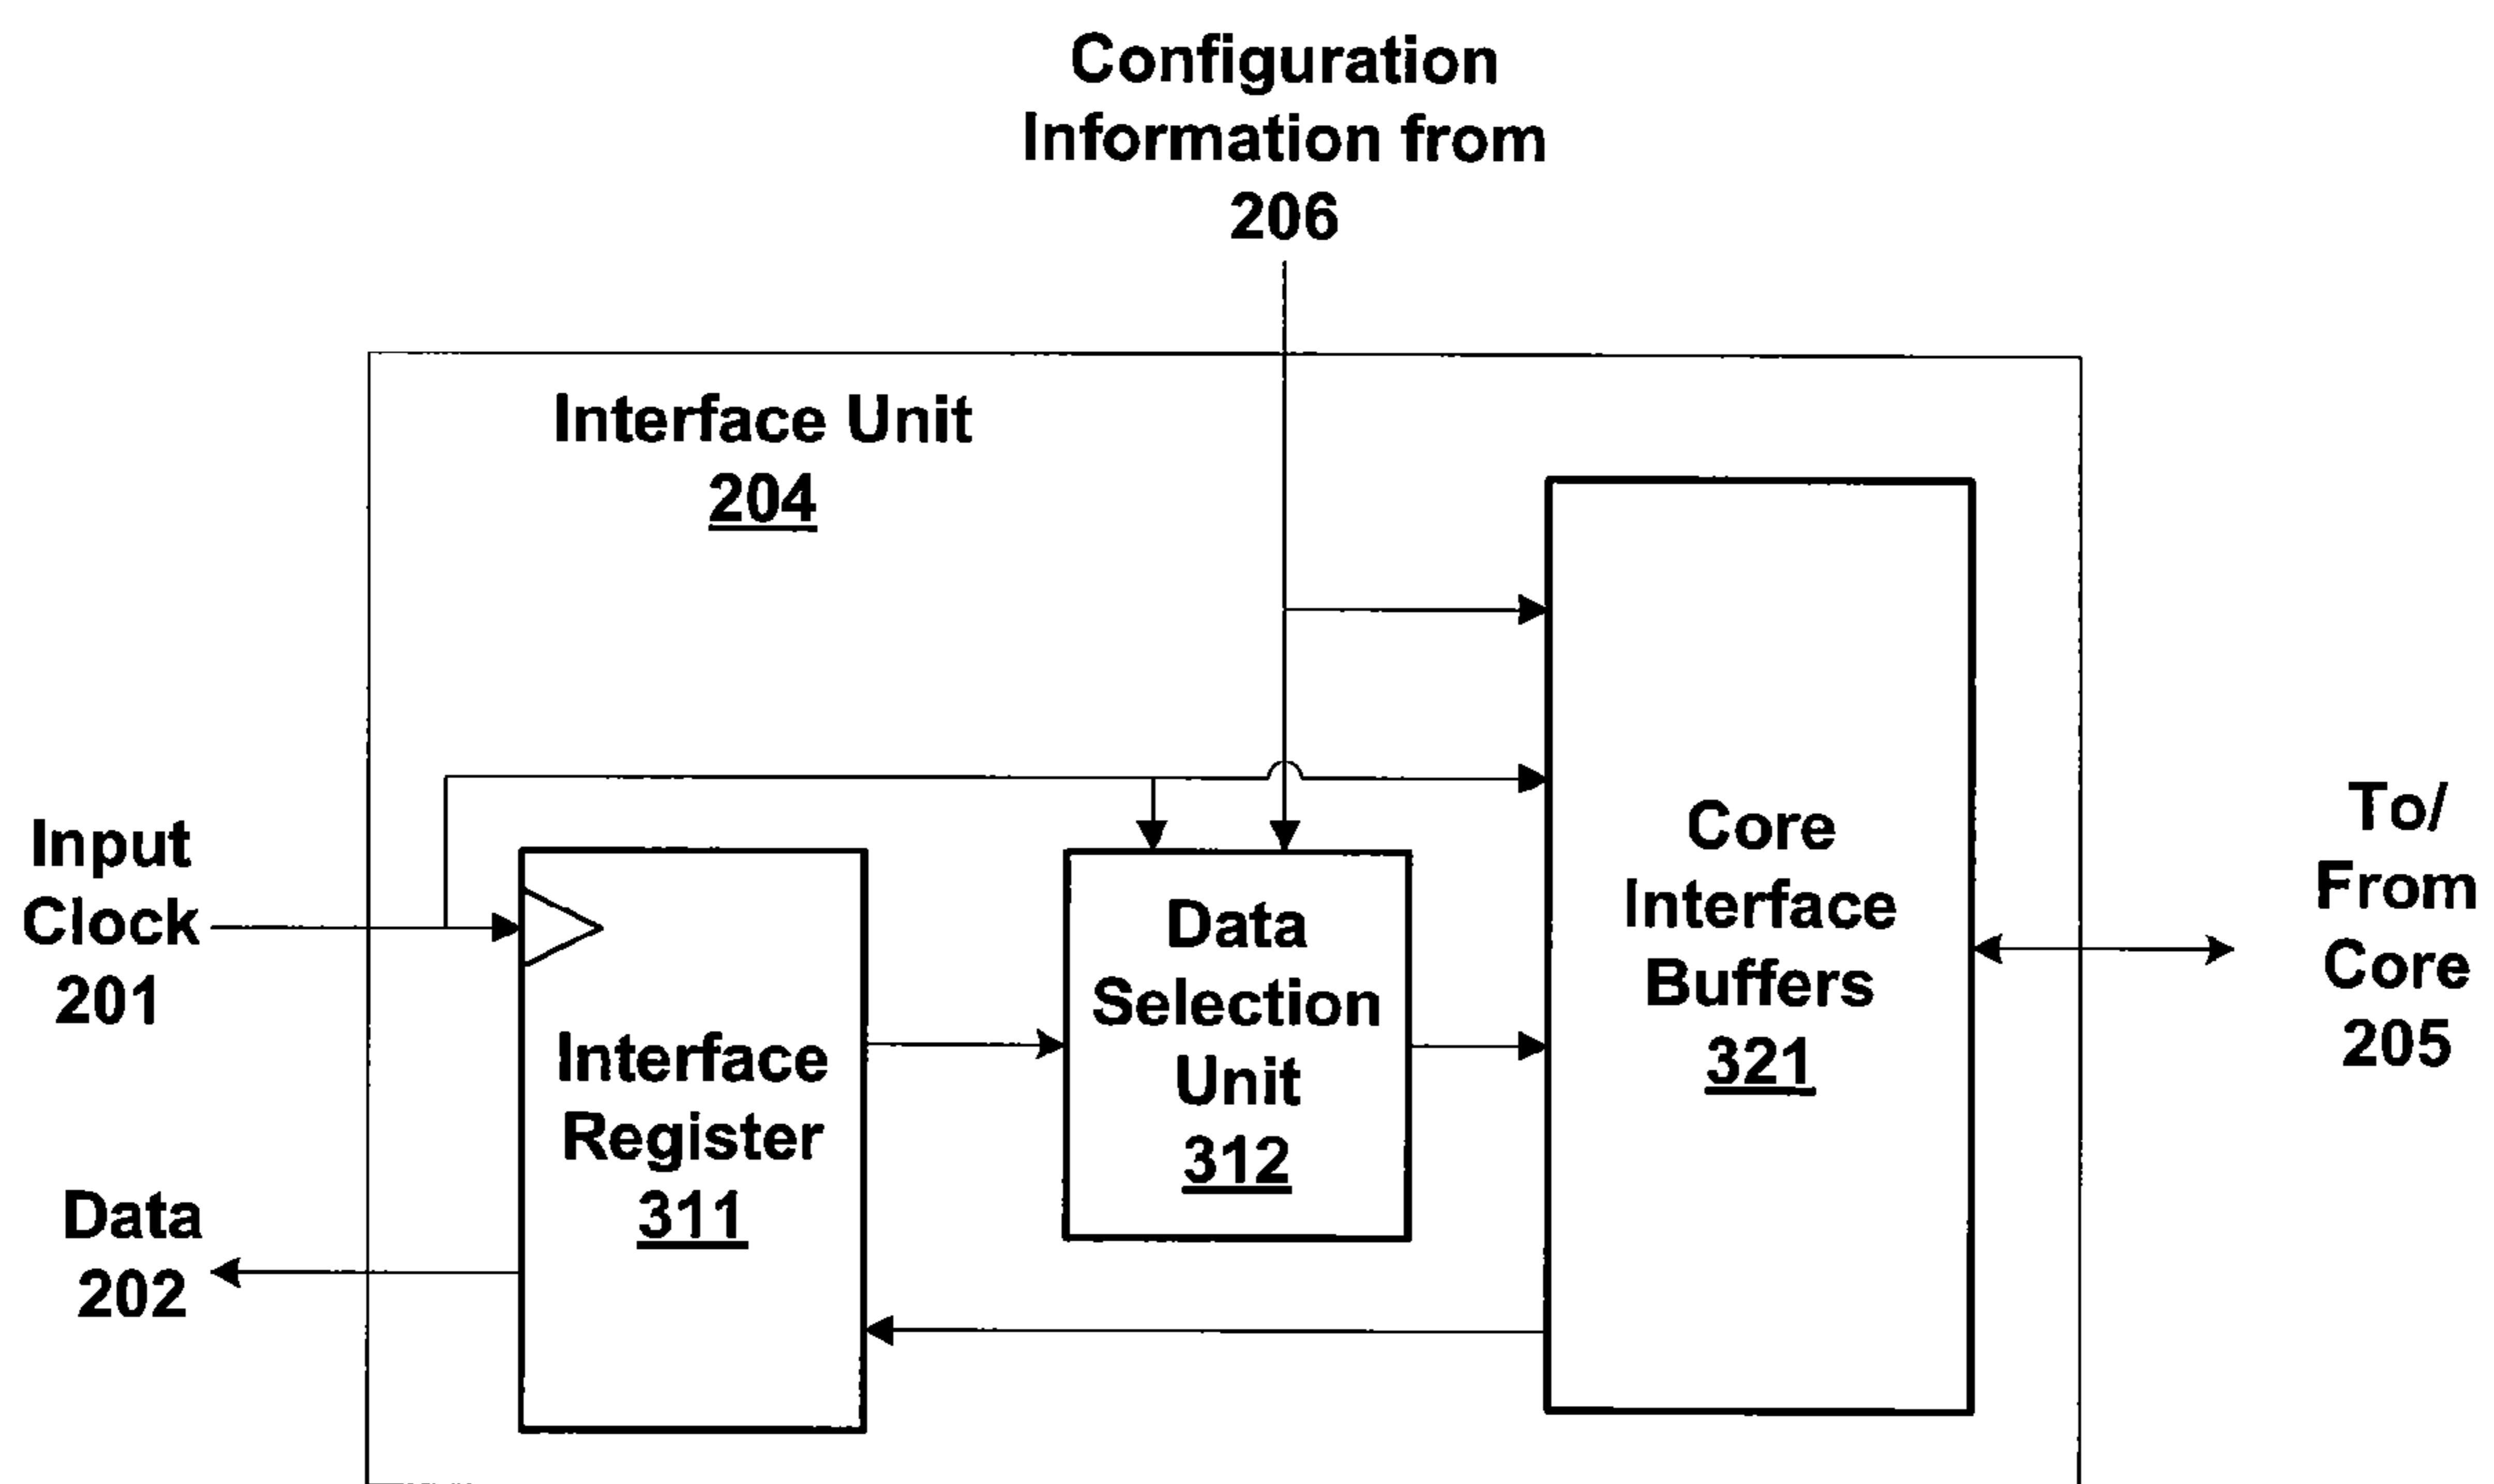 Configuration
Information from
206
Interface Unit
204
Input
Clock
201
Data
202
Interface
Register
311
Data
Selection
Unit
312
Core
Interface
Buffers
321
To/
From
Core
205